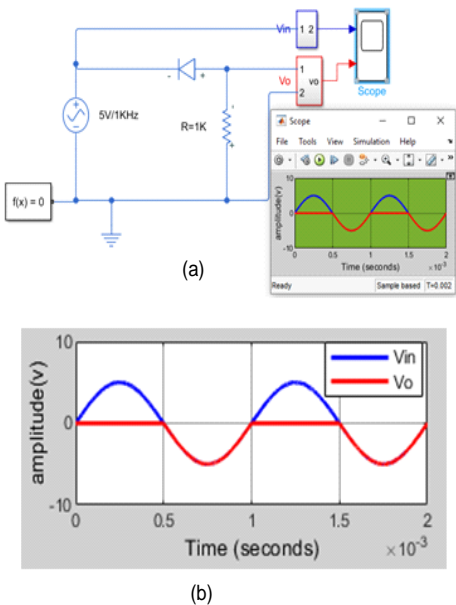 Vin
1 2
Vo
1
vo
2
Scope
- +
5V/1KHz
R=1K
-
+
f(x) = 0
Scope
File Tools View Simulation Help
amplitude(v)
10
0
-10
0 0.5 1 1.5 2
Time (seconds) × 10⁻³
Ready Sample based T=0.002
(a)
amplitude(v)
10
0
-10
Vin
Vo
0 0.5 1 1.5 2
Time (seconds) ×10⁻³
(b)